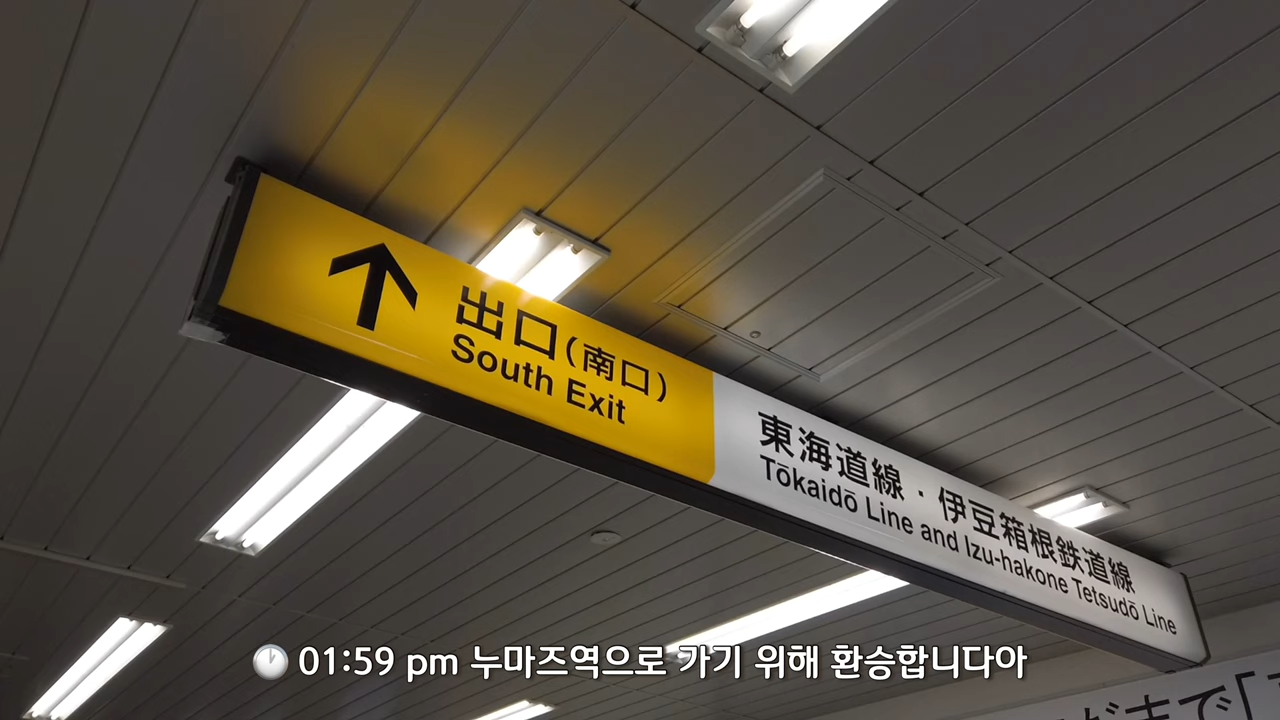 出口(南口)
South Exit
東海道線・伊豆箱根鉄道線
Tōkaidō Line and Izu-hakone Tetsudō Line
まで「
01:59 pm 누마즈역으로 가기 위해 환승합니다아